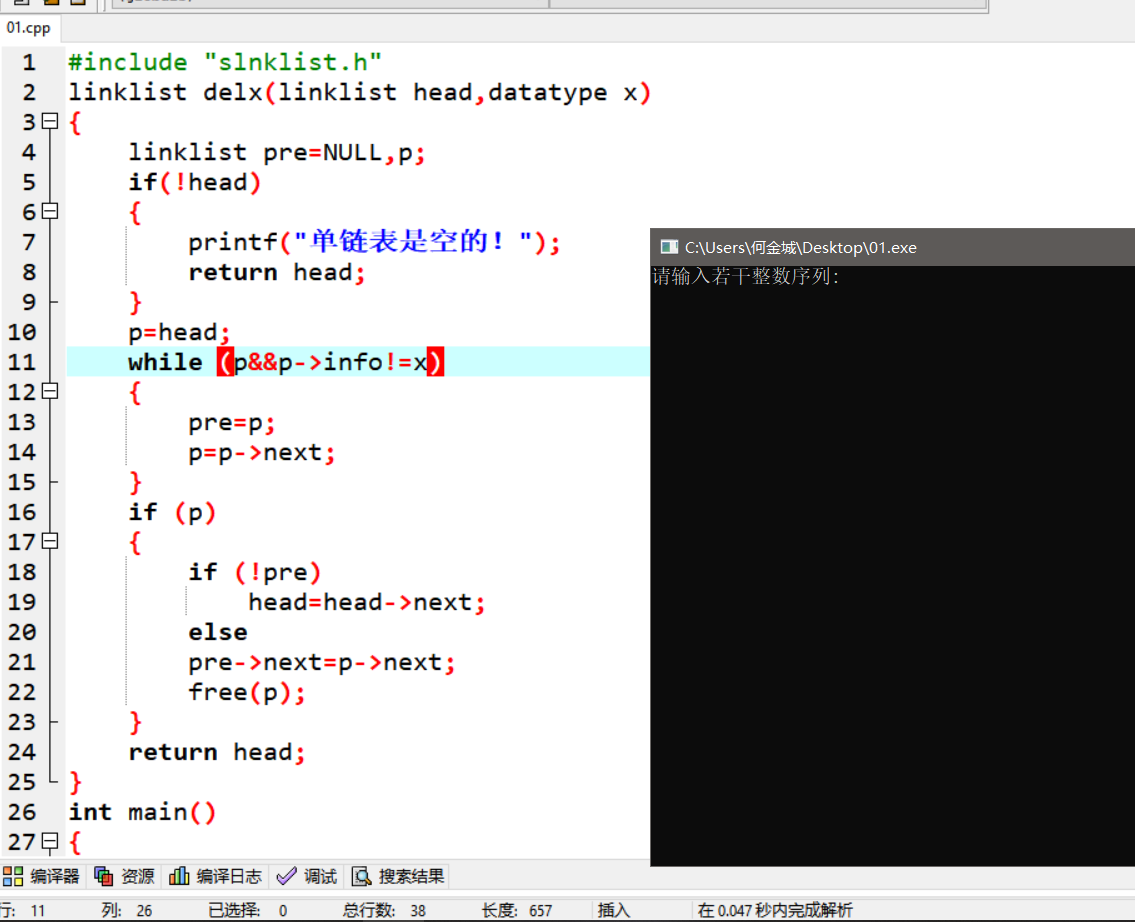 01.cpp
1 #include "slnklist.h"
2 linklist delx(linklist head,datatype x)
3 {
4 linklist pre=NULL,p;
5 if(!head)
6 {
7 printf("单链表是空的！");
8 return head;
9 }
10 p=head;
11 while (p&&p->info!=x)
12 {
13 pre=p;
14 p=p->next;
15 }
16 if (p)
17 {
18 if (!pre)
19 head=head->next;
20 else
21 pre->next=p->next;
22 free(p);
23 }
24 return head;
25 }
26 int main()
27 {
C:\Users\何金城\Desktop\01.exe
请输入若干整数序列：
编译器 资源 编译日志 调试 搜索结果
行: 11 列: 26 已选择: 0 总行数: 38 长度: 657 插入 在 0.047 秒内完成解析